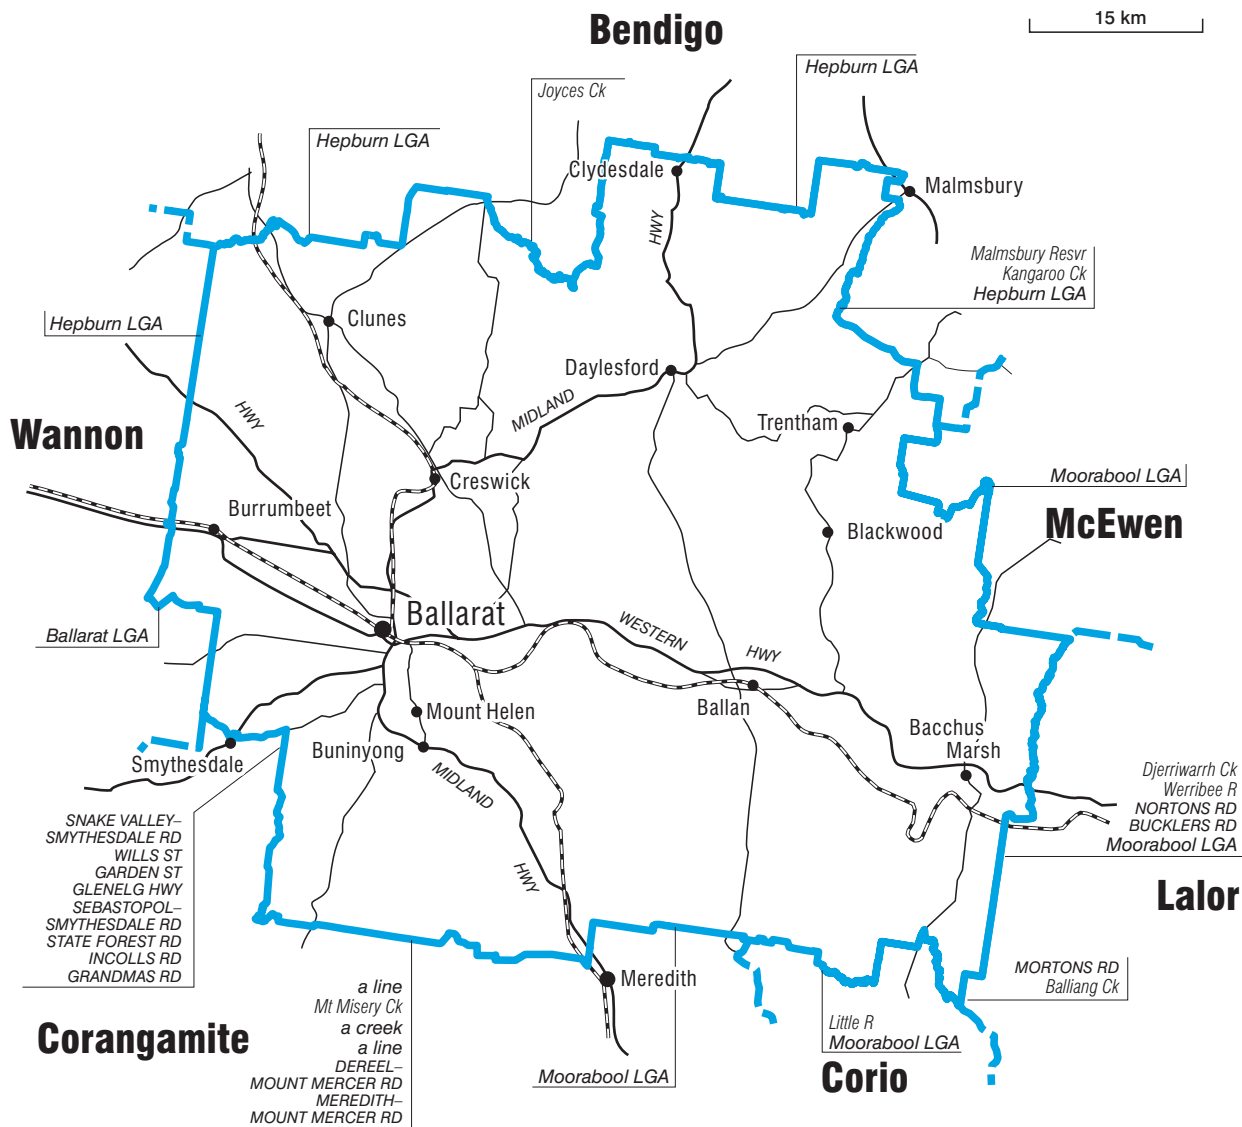 15 km
Bendigo
Hepburn LGA
Joyces Ck
Hepburn LGA
Clydesdale
Malmsbury
HWY
Malmsbury Resvr
Kangaroo Ck
Hepburn LGA
Hepburn LGA
Clunes
Daylesford
MIDLAND
HWY
Trentham
Wannon
Creswick
Moorabool LGA
Burrumbeet
McEwen
Blackwood
Ballarat
Ballarat LGA
WESTERN
HWY
Ballan
Mount Helen
Bacchus
Marsh
Buninyong
Smythesdale
MIDLAND
HWY
Djerriwarrh Ck
Werribee R
NORTONS RD
BUCKLERS RD
Moorabool LGA
SNAKE VALLEY–
SMYTHESDALE RD
WILLS ST
GARDEN ST
GLENELG HWY
SEBASTOPOL–
SMYTHESDALE RD
STATE FOREST RD
INCOLLS RD
GRANDMAS RD
Lalor
Meredith
MORTONS RD
Balliang Ck
a line
Mt Misery Ck
a creek
a line
DEREEL–
MOUNT MERCER RD
MEREDITH–
MOUNT MERCER RD
Corangamite
Little R
Moorabool LGA
Moorabool LGA
Corio